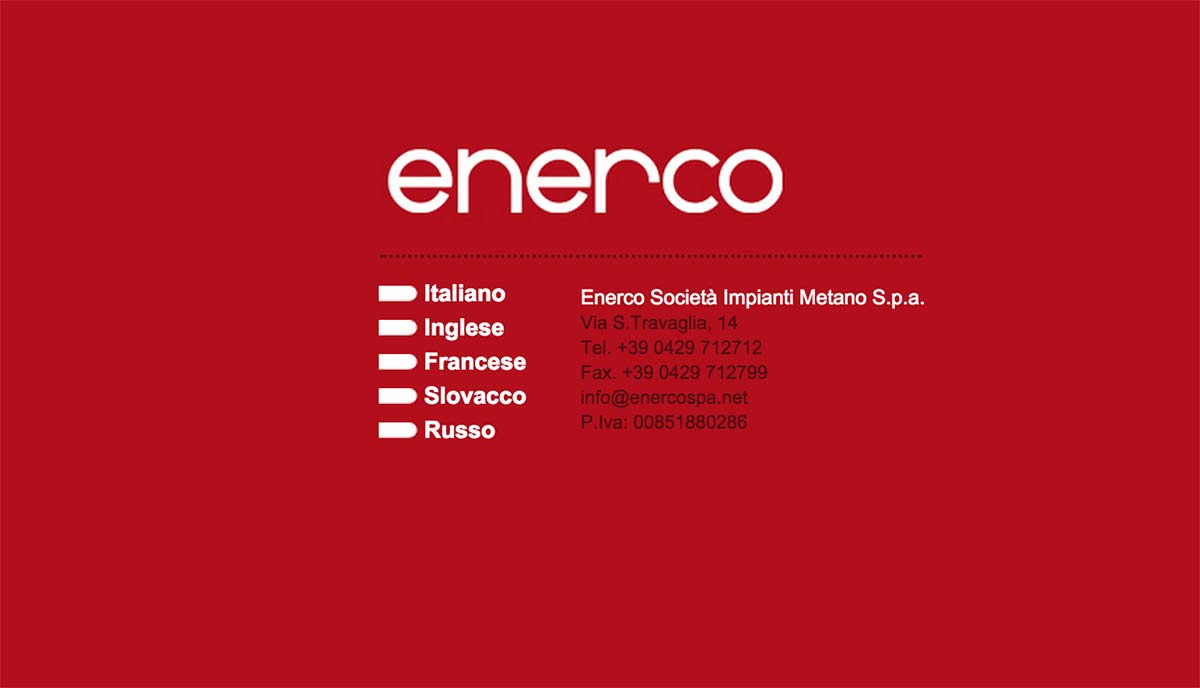 enerco
Italiano
Inglese
Francese
Slovacco
Russo
Enerco Società Impianti Metano S.p.a.
Via S.Travaglia, 14
Tel. +39 0429 712712
Fax. +39 0429 712799
info@enercospa.net
P.Iva: 00851880286